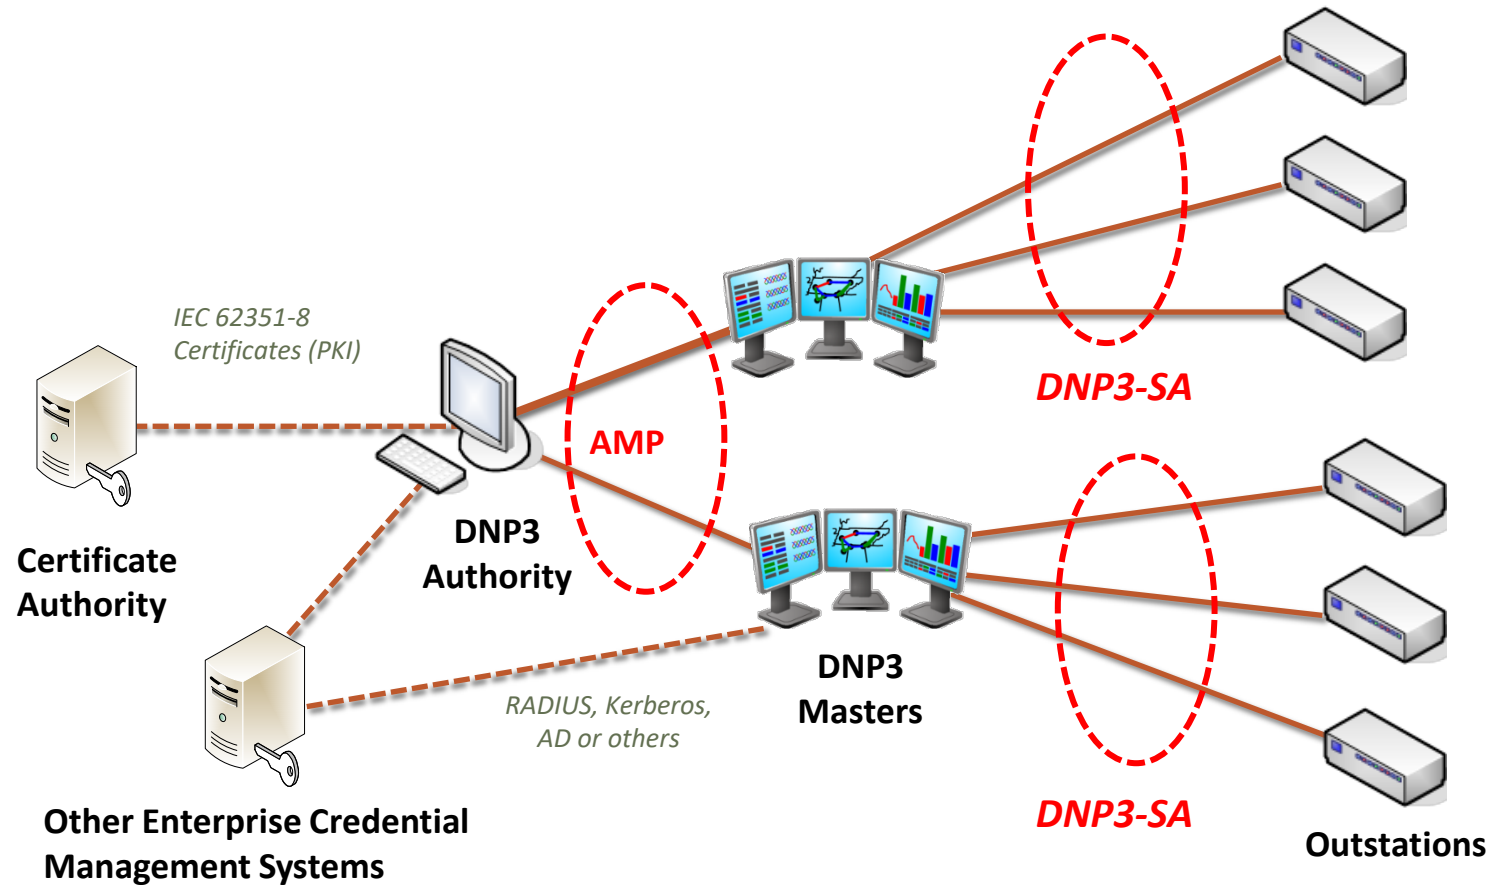 IEC 62351-8
Certificates (PKI)
DNP3-SA
AMP
DNP3
Authority
Certificate
Authority
DNP3
Masters
RADIUS, Kerberos,
AD or others
DNP3-SA
Other Enterprise Credential
Management Systems
Outstations